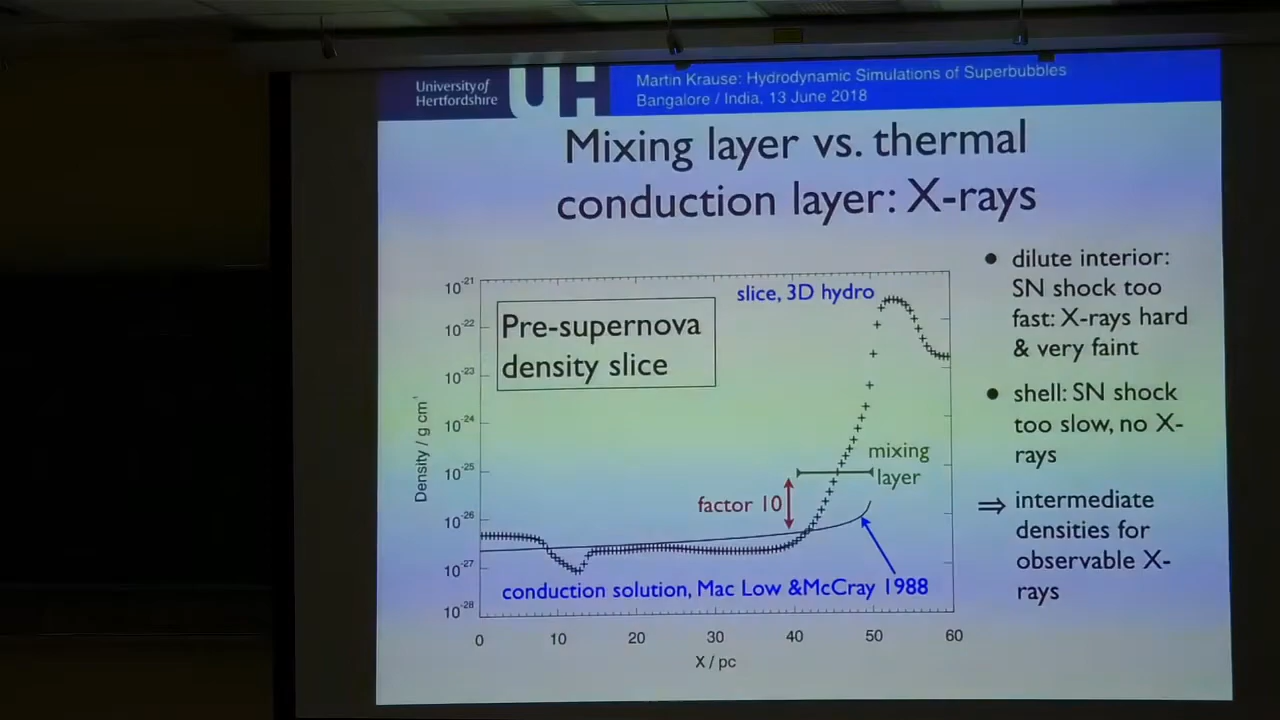 University of
Hertfordshire
UH
Martin Krause: Hydrodynamic Simulations of Superbubbles
Bangalore / India, 13 June 2018
Mixing layer vs. thermal
conduction layer: X-rays
Pre-supernova
density slice
slice, 3D hydro
mixing
layer
factor 10
conduction solution, Mac Low &McCray 1988
10⁻²¹
10⁻²²
10⁻²³
10⁻²⁴
10⁻²⁵
10⁻²⁶
10⁻²⁷
10⁻²⁸
Density / g cm
0 10 20 30 40 50 60
X / pc
● dilute interior:
SN shock too
fast: X-rays hard
& very faint
● shell: SN shock
too slow, no X-
rays
⇒ intermediate
densities for
observable X-
rays